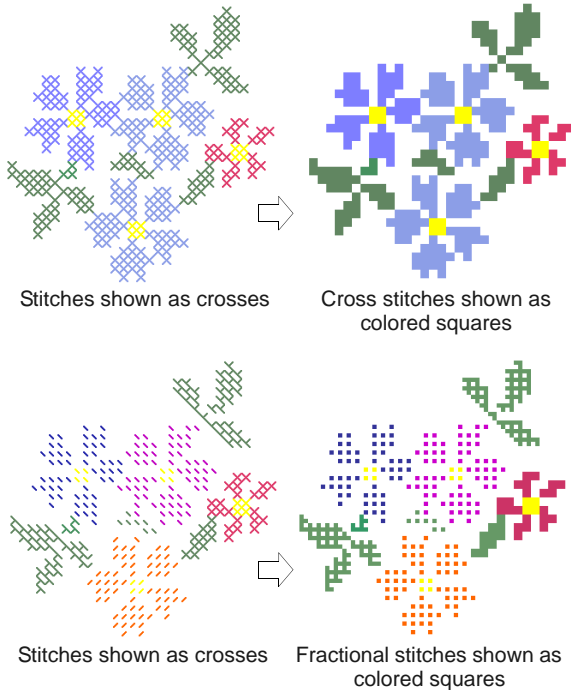 Stitches shown as crosses
Cross stitches shown as
colored squares
Stitches shown as crosses
Fractional stitches shown as
colored squares